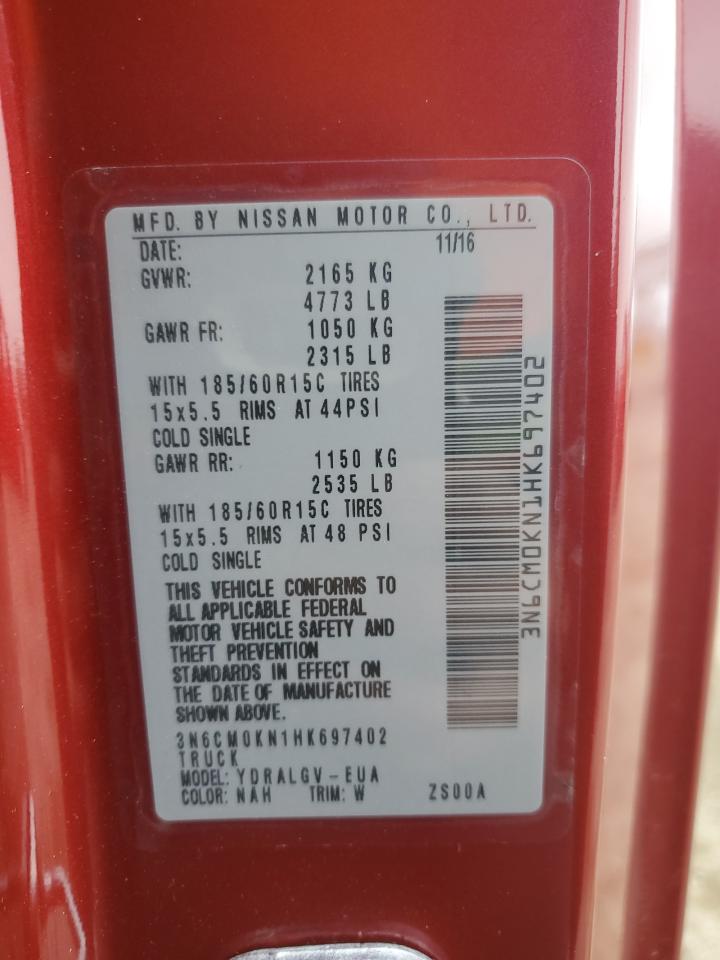 MFD. BY NISSAN MOTOR CO., LTD.
DATE: 11/16
GVWR: 2165 KG
4773 LB
GAWR FR: 1050 KG
2315 LB
WITH 185/60R15C TIRES
15x5.5 RIMS AT 44PSI
COLD SINGLE
GAWR RR: 1150 KG
2535 LB
WITH 185/60R15C TIRES
15x5.5 RIMS AT 48 PSI
COLD SINGLE
THIS VEHICLE CONFORMS TO
ALL APPLICABLE FEDERAL
MOTOR VEHICLE SAFETY AND
THEFT PREVENTION
STANDARDS IN EFFECT ON
THE DATE OF MANUFACTURE
SHOWN ABOVE.
3N6CM0KN1HK697402
TRUCK
MODEL: YDRALGV-EUA
COLOR: NAH TRIM: W ZS00A
3N6CM0KN1HK697402